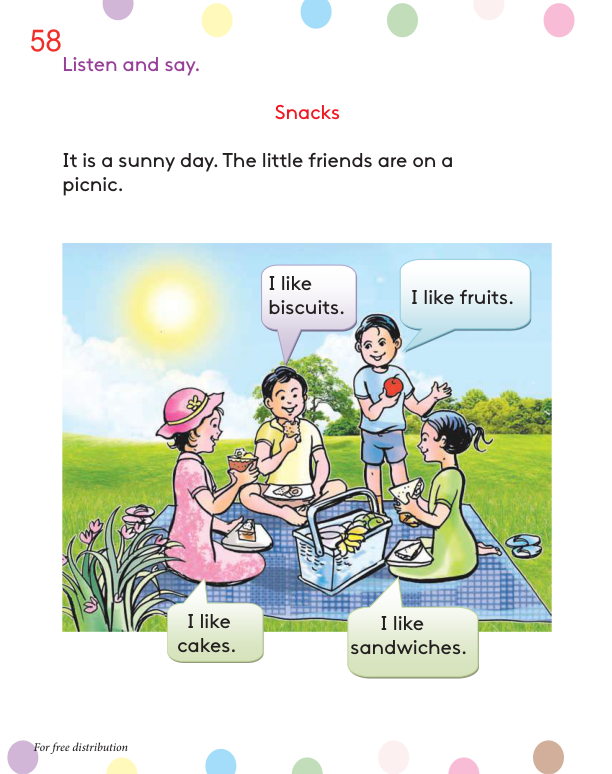 58
Listen and say.
Snacks
It is a sunny day. The little friends are on a
picnic.
I like
biscuits.
I like fruits.
I like
cakes.
I like
sandwiches.
For free distribution